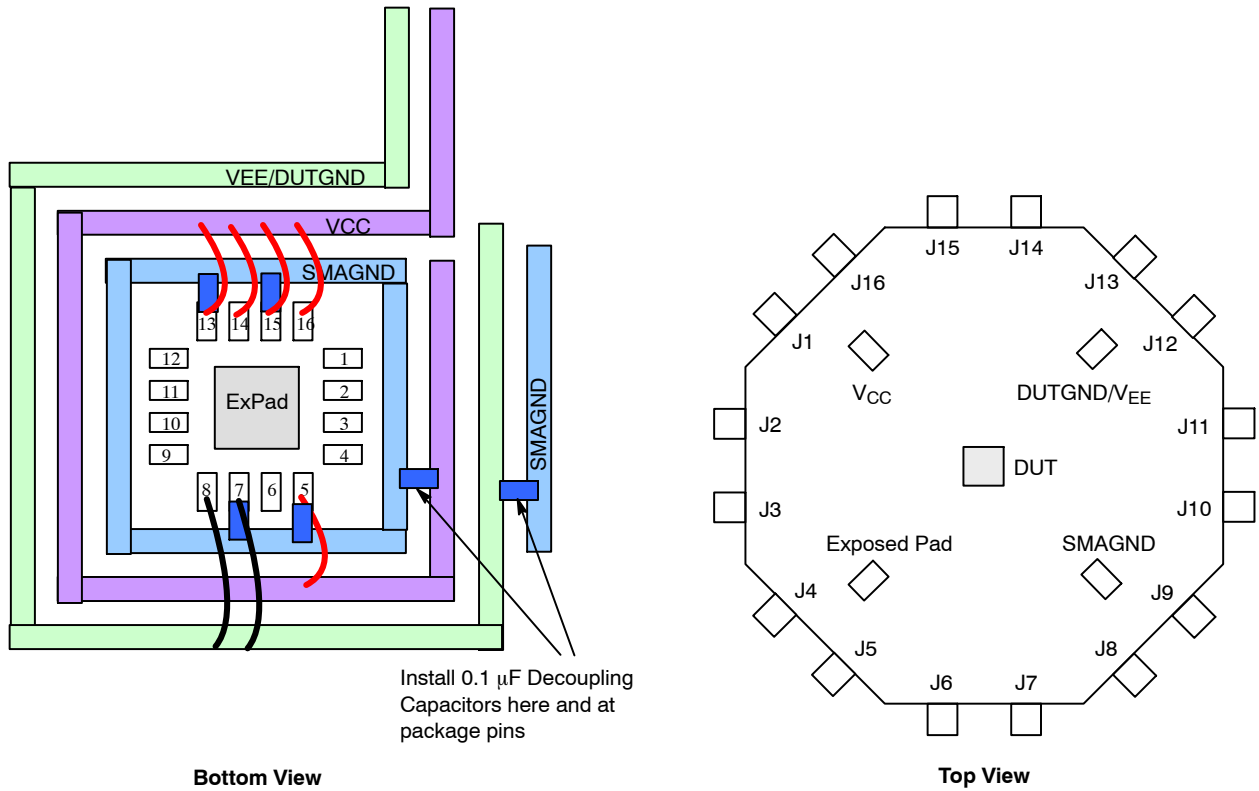 VEE/DUTGND
VCC
SMAGND
13 14 15 16
12 1
11 2
ExPad
10 3
9 4
8 7 6 5
SMAGND
Install 0.1 μF Decoupling
Capacitors here and at
package pins
Bottom View
J15 J14
J16 J13
J1 J12
VCC DUTGND/VEE
J2 J11
DUT
J3 J10
Exposed Pad SMAGND
J4 J9
J5 J8
J6 J7
Top View